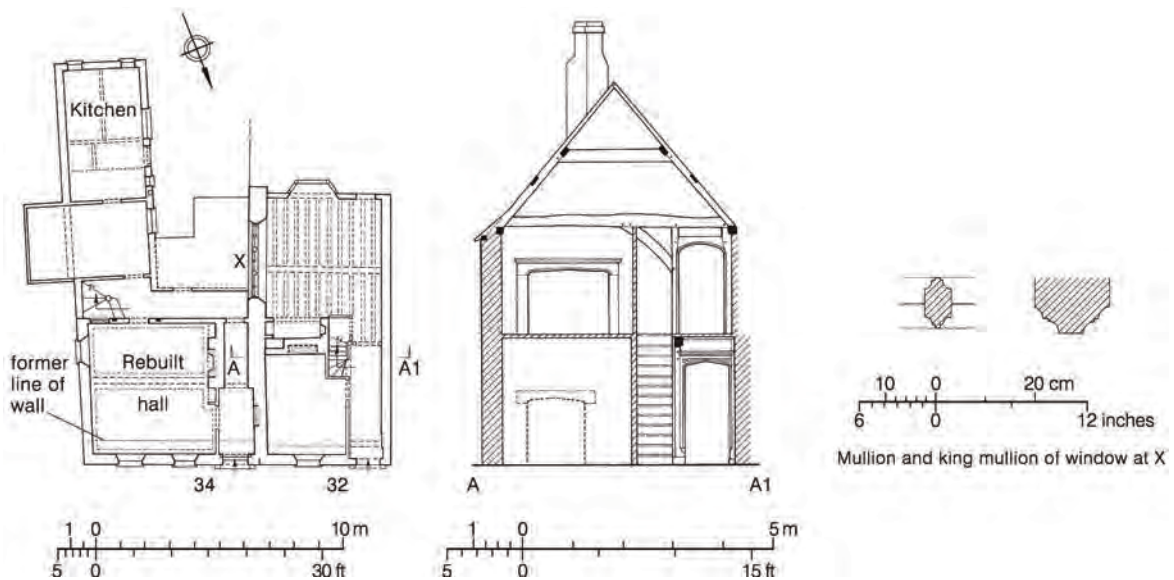 Kitchen
X
former
line of
wall
Rebuilt
hall
A
A1
34
32
1 0 10 m
5 0 30 ft
A
A1
1 0 5 m
5 0 15 ft
10 0 20 cm
6 0 12 inches
Mullion and king mullion of window at X